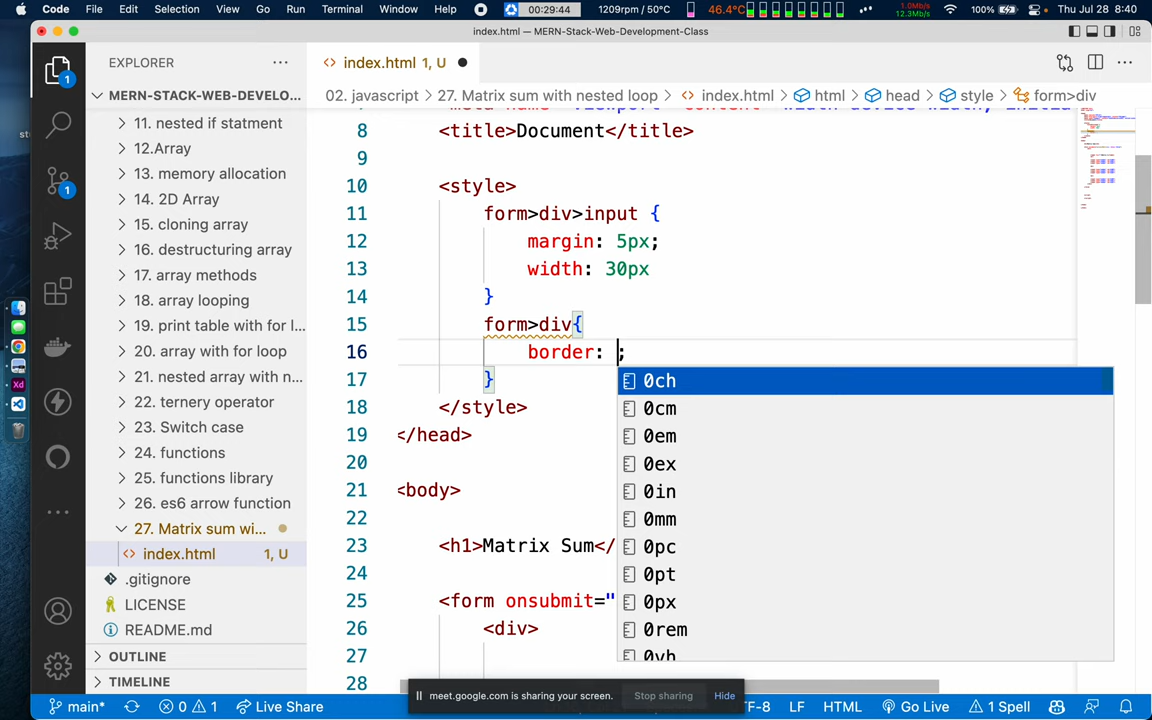 Code File Edit Selection View Go Run Terminal Window Help 00:29:44 1209rpm / 50°C 46.4°C 1.0MB/s 12.3MB/s 100% Thu Jul 28 8:40
index.html — MERN-Stack-Web-Development-Class
EXPLORER
index.html 1, U
MERN-STACK-WEB-DEVELO...
02. javascript > 27. Matrix sum with nested loop > index.html > html > head > style > form>div
11. nested if statment
12.Array
13. memory allocation
14. 2D Array
15. cloning array
16. destructuring array
17. array methods
18. array looping
19. print table with for l...
20. array with for loop
21. nested array with n...
22. ternery operator
23. Switch case
24. functions
25. functions library
26. es6 arrow function
27. Matrix sum wi...
index.html 1, U
.gitignore
LICENSE
README.md
OUTLINE
TIMELINE
8 <title>Document</title>
9
10 <style>
11 form>div>input {
12 margin: 5px;
13 width: 30px
14 }
15 form>div{
16 border: ;
17 }
18 </style>
19 </head>
20
21 <body>
22
23 <h1>Matrix Sum</
24
25 <form onsubmit="
26 <div>
27
28
0ch
0cm
0em
0ex
0in
0mm
0pc
0pt
0px
0rem
0vh
meet.google.com is sharing your screen. Stop sharing Hide
main* 0 1 Live Share TF-8 LF HTML Go Live 1 Spell